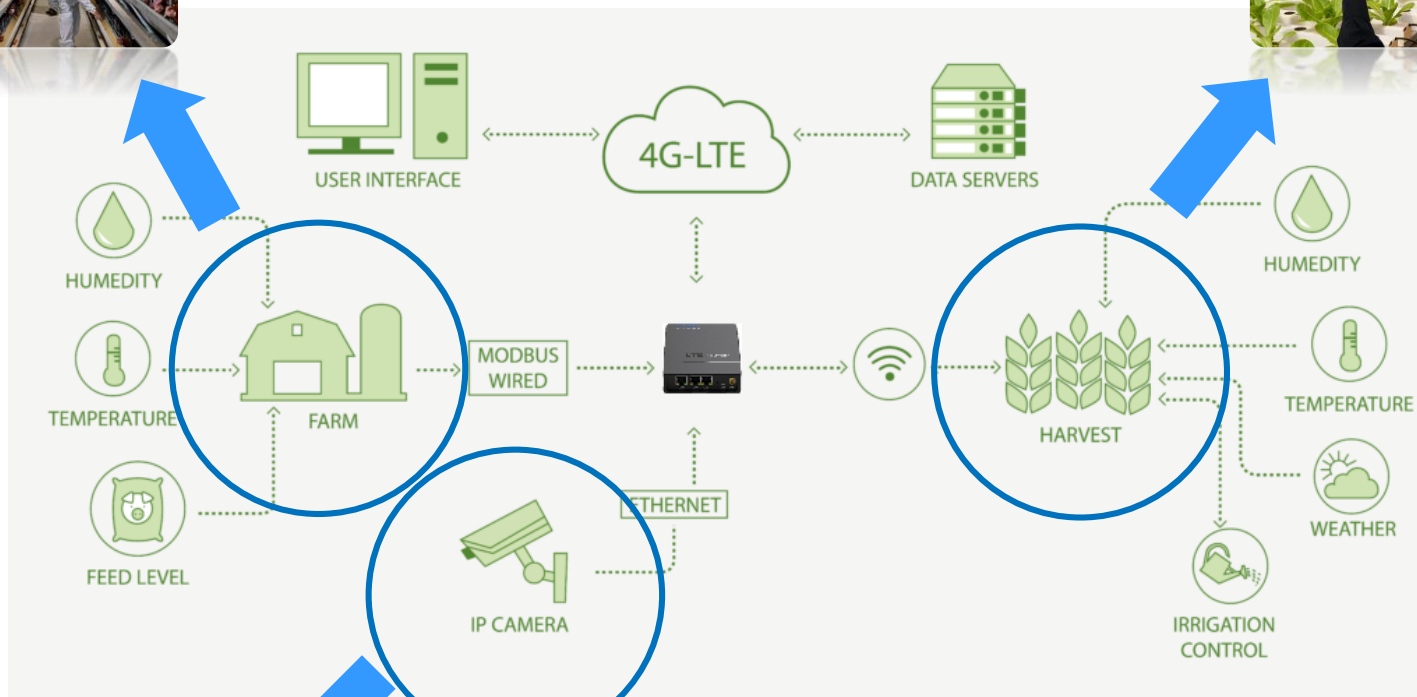 4G-LTE
USER INTERFACE
DATA SERVERS
HUMEDITY
HUMEDITY
MODBUS
WIRED
LTE
TEMPERATURE
FARM
HARVEST
TEMPERATURE
ETHERNET
WEATHER
FEED LEVEL
IP CAMERA
IRRIGATION
CONTROL